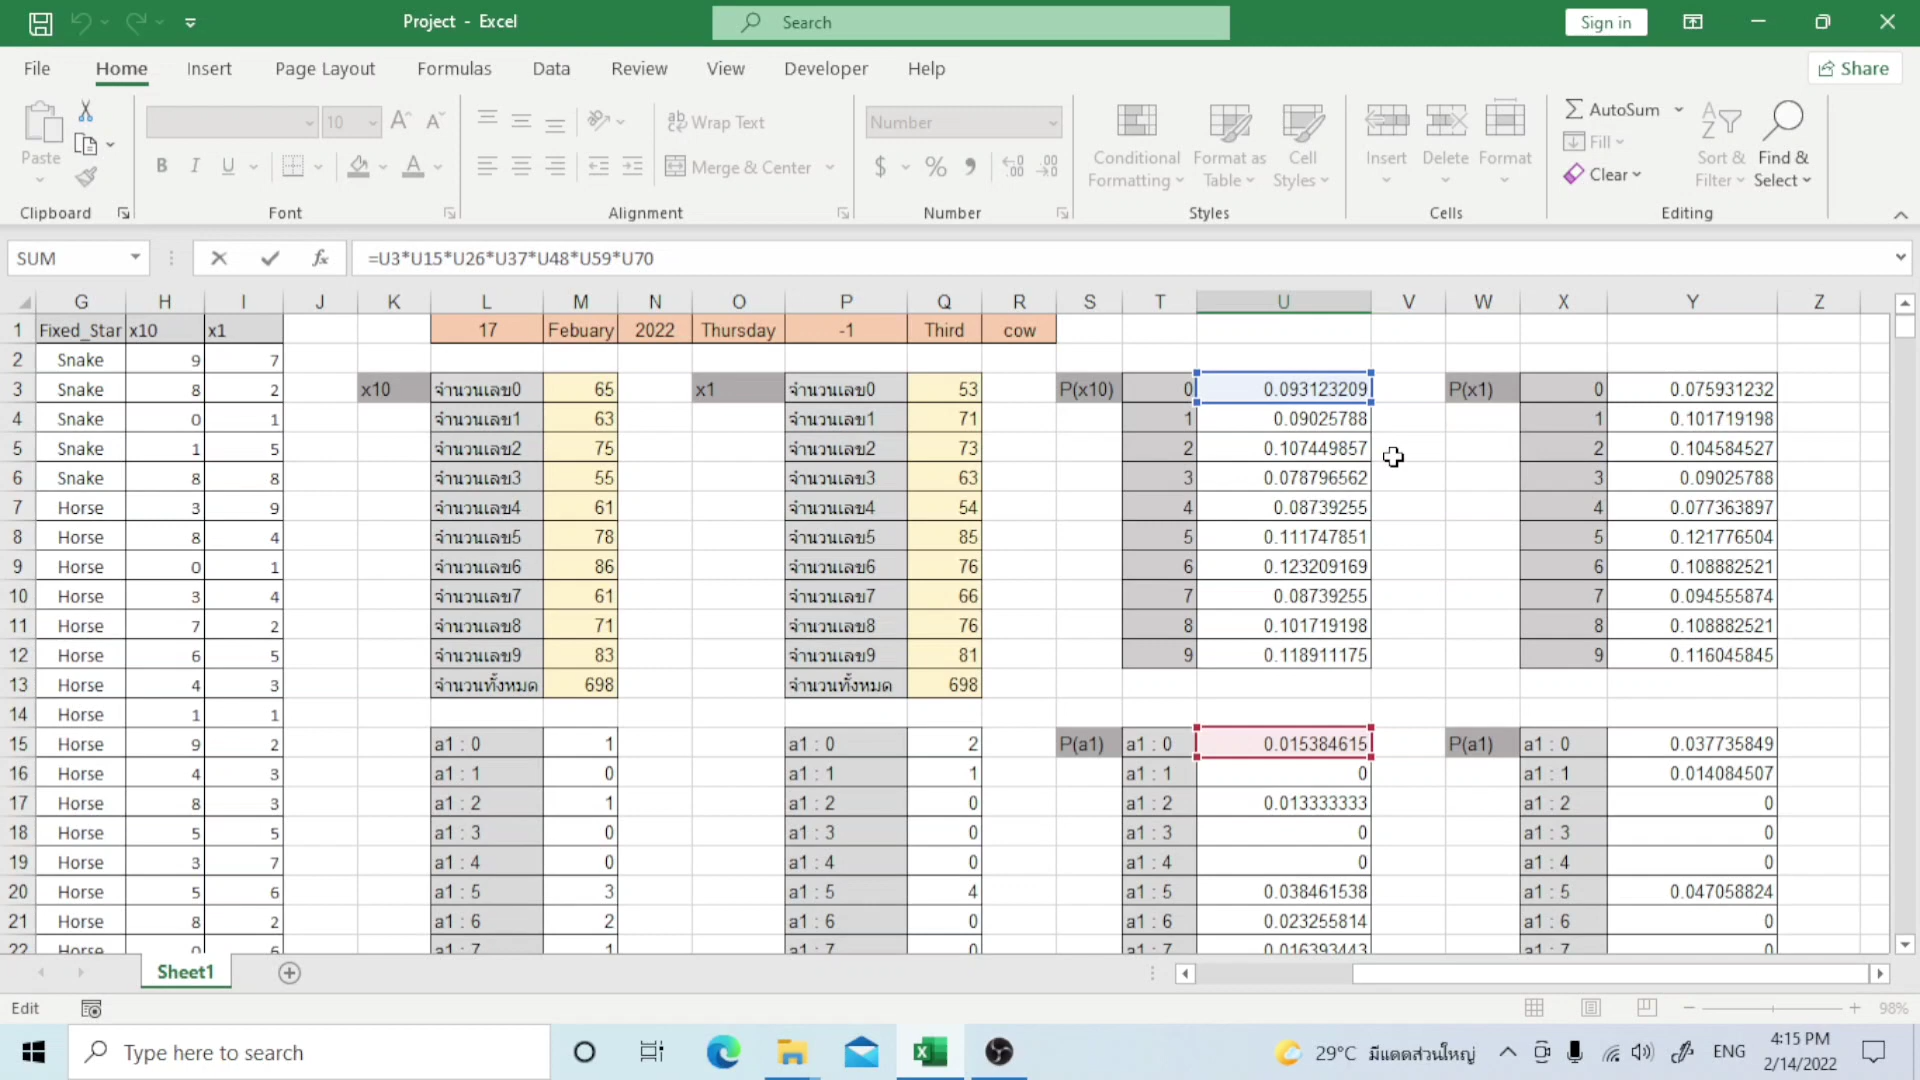 Project - Excel
Search
Sign in
File Home Insert Page Layout Formulas Data Review View Developer Help
Share
Paste
10
Wrap Text
Merge & Center
Number
Conditional Formatting
Format as Table
Cell Styles
Insert
Delete
Format
AutoSum
Fill
Clear
Sort & Filter
Find & Select
Clipboard Font Alignment Number Styles Cells Editing
SUM =U3*U15*U26*U37*U48*U59*U70
G H I J K L M N O P Q R S T U V W X Y Z
1 Fixed_Star x10 x1 17 Febuary 2022 Thursday -1 Third cow
2 Snake 9 7
3 Snake 8 2 x10 จำนวนเลข0 65 x1 จำนวนเลข0 53 P(x10) 0 0.093123209 P(x1) 0 0.075931232
4 Snake 0 1 จำนวนเลข1 63 จำนวนเลข1 71 1 0.09025788 1 0.101719198
5 Snake 1 5 จำนวนเลข2 75 จำนวนเลข2 73 2 0.107449857 2 0.104584527
6 Snake 8 8 จำนวนเลข3 55 จำนวนเลข3 63 3 0.078796562 3 0.09025788
7 Horse 3 9 จำนวนเลข4 61 จำนวนเลข4 54 4 0.08739255 4 0.077363897
8 Horse 8 4 จำนวนเลข5 78 จำนวนเลข5 85 5 0.111747851 5 0.121776504
9 Horse 0 1 จำนวนเลข6 86 จำนวนเลข6 76 6 0.123209169 6 0.108882521
10 Horse 3 4 จำนวนเลข7 61 จำนวนเลข7 66 7 0.08739255 7 0.094555874
11 Horse 7 2 จำนวนเลข8 71 จำนวนเลข8 76 8 0.101719198 8 0.108882521
12 Horse 6 5 จำนวนเลข9 83 จำนวนเลข9 81 9 0.118911175 9 0.116045845
13 Horse 4 3 จำนวนทั้งหมด 698 จำนวนทั้งหมด 698
14 Horse 1 1
15 Horse 9 2 a1 : 0 1 a1 : 0 2 P(a1) a1 : 0 0.015384615 P(a1) a1 : 0 0.037735849
16 Horse 4 3 a1 : 1 0 a1 : 1 1 a1 : 1 0 a1 : 1 0.014084507
17 Horse 8 3 a1 : 2 1 a1 : 2 0 a1 : 2 0.013333333 a1 : 2 0
18 Horse 5 5 a1 : 3 0 a1 : 3 0 a1 : 3 0 a1 : 3 0
19 Horse 3 7 a1 : 4 0 a1 : 4 0 a1 : 4 0 a1 : 4 0
20 Horse 5 6 a1 : 5 3 a1 : 5 4 a1 : 5 0.038461538 a1 : 5 0.047058824
21 Horse 8 2 a1 : 6 2 a1 : 6 0 a1 : 6 0.023255814 a1 : 6 0
22 Horse 0 6 a1 : 7 1 a1 : 7 0 a1 : 7 0.016393443 a1 : 7 0
Sheet1
Edit 98%
Type here to search
29°C มีแดดส่วนใหญ่ ENG 4:15 PM
2/14/2022